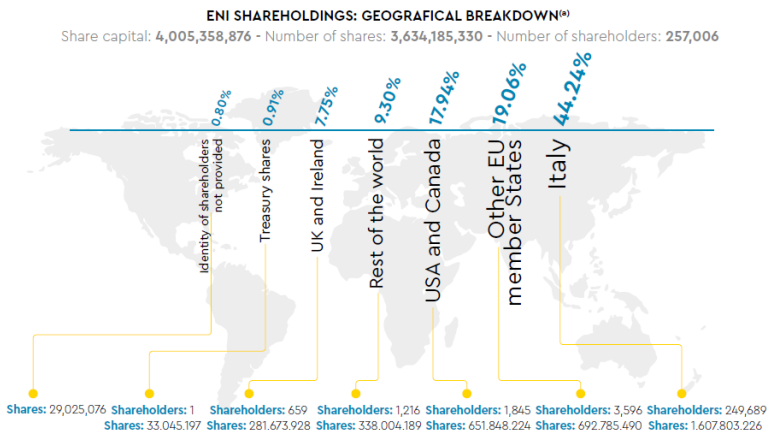 ENI SHAREHOLDINGS: GEOGRAFICAL BREAKDOWN(a)
Share capital: 4,005,358,876 - Number of shares: 3,634,185,330 - Number of shareholders: 257,006
0.80%
0.91%
7.75%
9.30%
17.94%
19.06%
44.24%
Identity of shareholders
not provided
Treasury shares
UK and Ireland
Rest of the world
USA and Canada
Other EU
member States
Italy
Shares: 29,025,076
Shareholders: 1
Shares: 33.045.197
Shareholders: 659
Shares: 281.673.928
Shareholders: 1,216
Shares: 338.004.189
Shareholders: 1,845
Shares: 651.848.224
Shareholders: 3,596
Shares: 692.785.490
Shareholders: 249,689
Shares: 1.607.803.226